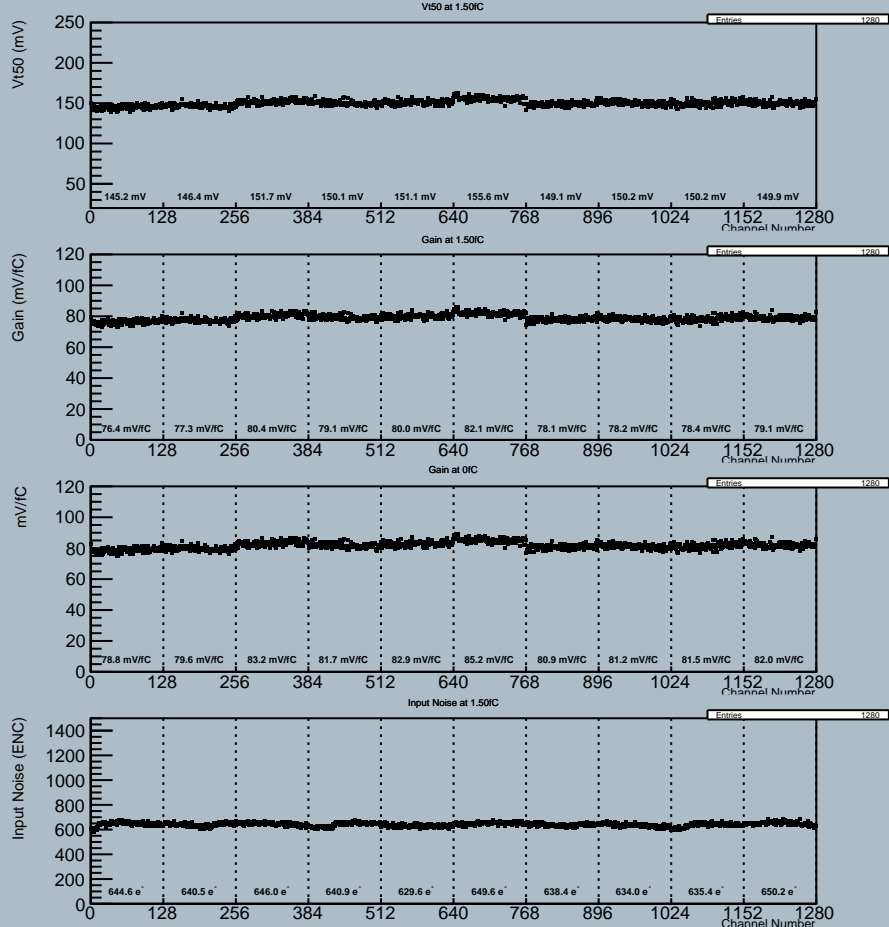 Vt50 at 1.50fC
Entries 1280
Vt50 (mV)
250
200
150
100
50
145.2 mV 146.4 mV 151.7 mV 150.1 mV 151.1 mV 155.6 mV 149.1 mV 150.2 mV 150.2 mV 149.9 mV
0 128 256 384 512 640 768 896 1024 1152 1280
Channel Number
Gain at 1.50fC
Entries 1280
Gain (mV/fC)
120
100
80
60
40
20
0
76.4 mV/fC 77.3 mV/fC 80.4 mV/fC 79.1 mV/fC 80.0 mV/fC 82.1 mV/fC 78.1 mV/fC 78.2 mV/fC 78.4 mV/fC 79.1 mV/fC
0 128 256 384 512 640 768 896 1024 1152 1280
Channel Number
Gain at 0fC
Entries 1280
mV/fC
120
100
80
60
40
20
0
78.8 mV/fC 79.6 mV/fC 83.2 mV/fC 81.7 mV/fC 82.9 mV/fC 85.2 mV/fC 80.9 mV/fC 81.2 mV/fC 81.5 mV/fC 82.0 mV/fC
0 128 256 384 512 640 768 896 1024 1152 1280
Channel Number
Input Noise at 1.50fC
Entries 1280
Input Noise (ENC)
1400
1200
1000
800
600
400
200
0
644.6 e⁻ 640.5 e⁻ 646.0 e⁻ 640.9 e⁻ 629.6 e⁻ 649.6 e⁻ 638.4 e⁻ 634.0 e⁻ 635.4 e⁻ 650.2 e⁻
0 128 256 384 512 640 768 896 1024 1152 1280
Channel Number